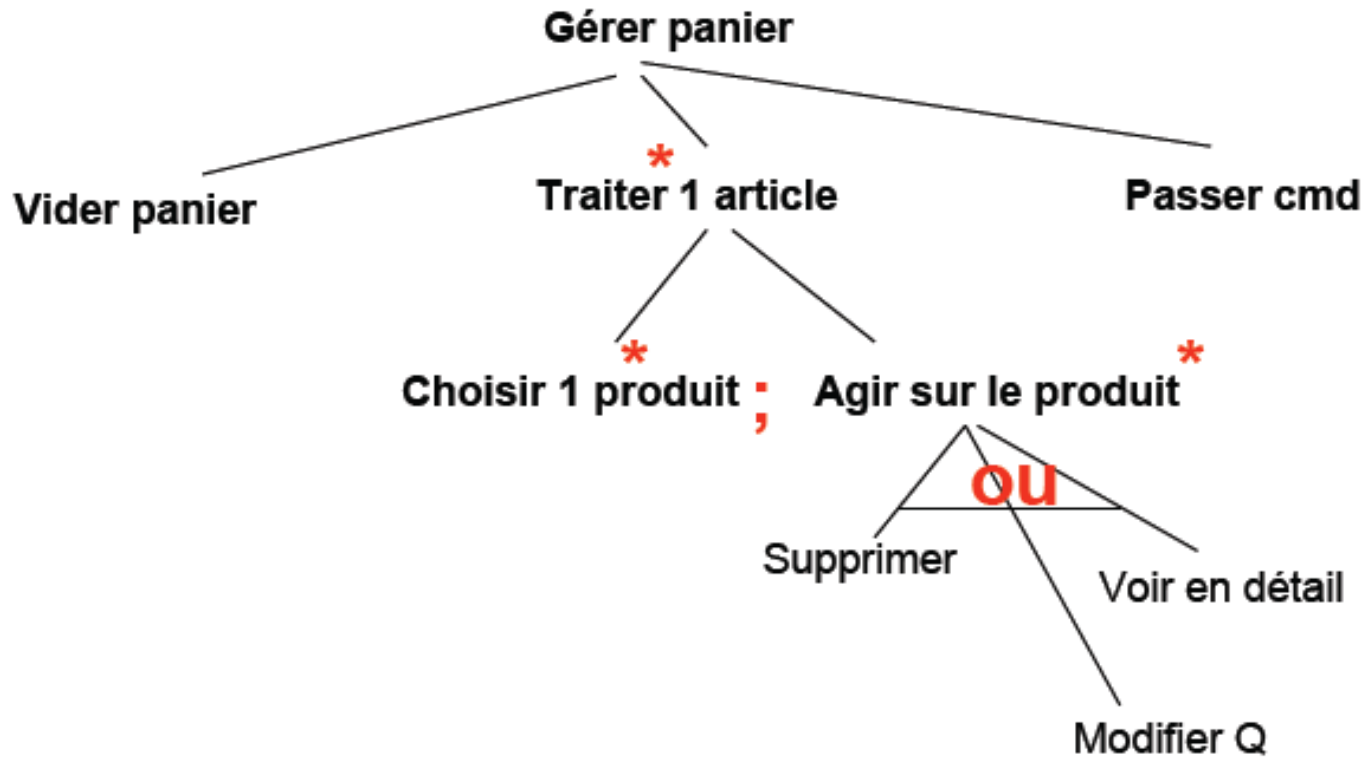 Gérer panier
*
Vider panier
Traiter 1 article
Passer cmd
*
*
Choisir 1 produit ; Agir sur le produit
ou
Supprimer
Voir en détail
Modifier Q